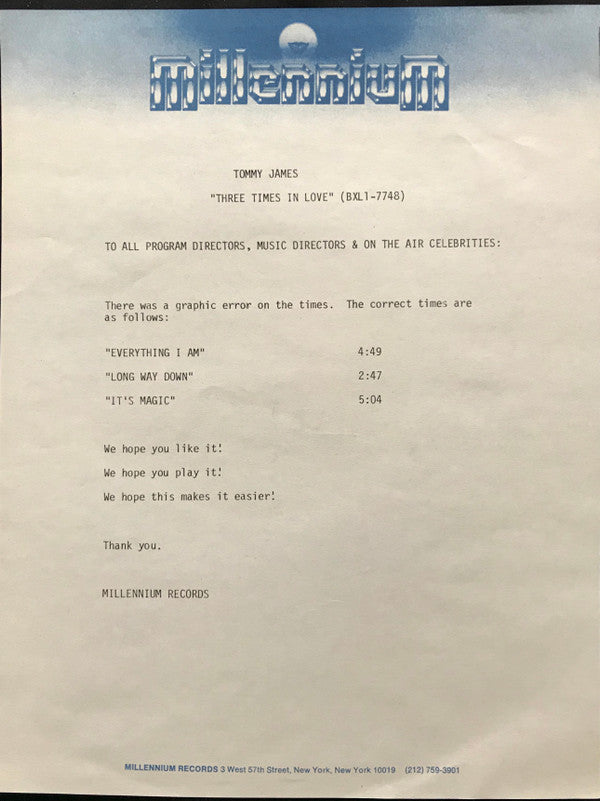 millennium
TOMMY JAMES
"THREE TIMES IN LOVE" (BXL1-7748)
TO ALL PROGRAM DIRECTORS, MUSIC DIRECTORS & ON THE AIR CELEBRITIES:
There was a graphic error on the times. The correct times are
as follows:
"EVERYTHING I AM" 4:49
"LONG WAY DOWN" 2:47
"IT'S MAGIC" 5:04
We hope you like it!
We hope you play it!
We hope this makes it easier!
Thank you.
MILLENNIUM RECORDS
MILLENNIUM RECORDS 3 West 57th Street, New York, New York 10019 (212) 759-3901